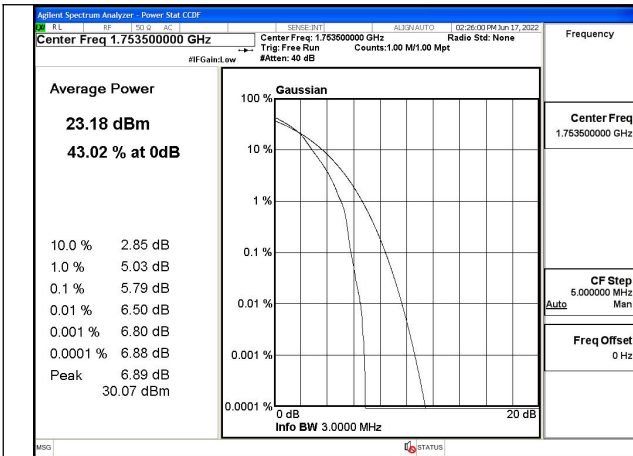 Agilent Spectrum Analyzer - Power Stat CCDF
RL RF 50 Ω AC SENSE:INT ALIGN AUTO 02:26:00 PM Jun 17, 2022
Center Freq 1.753500000 GHz
Center Freq: 1.753500000 GHz Radio Std: None
Trig: Free Run Counts:1.00 M/1.00 Mpt
#IFGain:Low #Atten: 40 dB
Frequency
Average Power
23.18 dBm
43.02 % at 0dB
10.0 % 2.85 dB
1.0 % 5.03 dB
0.1 % 5.79 dB
0.01 % 6.50 dB
0.001 % 6.80 dB
0.0001 % 6.88 dB
Peak 6.89 dB
30.07 dBm
Gaussian
100 %
10 %
1 %
0.1 %
0.01 %
0.001 %
0.0001 %
0 dB 20 dB
Info BW 3.0000 MHz
Center Freq
1.753500000 GHz
CF Step
5.000000 MHz
Auto Man
Freq Offset
0 Hz
MSG STATUS